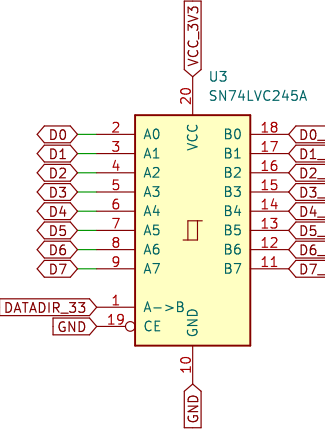 VCC_3V3
U3
SN74LVC245A
20
VCC
D0 2 A0 B0 18 D0_
D1 3 A1 B1 17 D1_
D2 4 A2 B2 16 D2_
D3 5 A3 B3 15 D3_
D4 6 A4 B4 14 D4_
D5 7 A5 B5 13 D5_
D6 8 A6 B6 12 D6_
D7 9 A7 B7 11 D7_
DATADIR_33 1 A->B
GND 19 CE
GND
10
GND